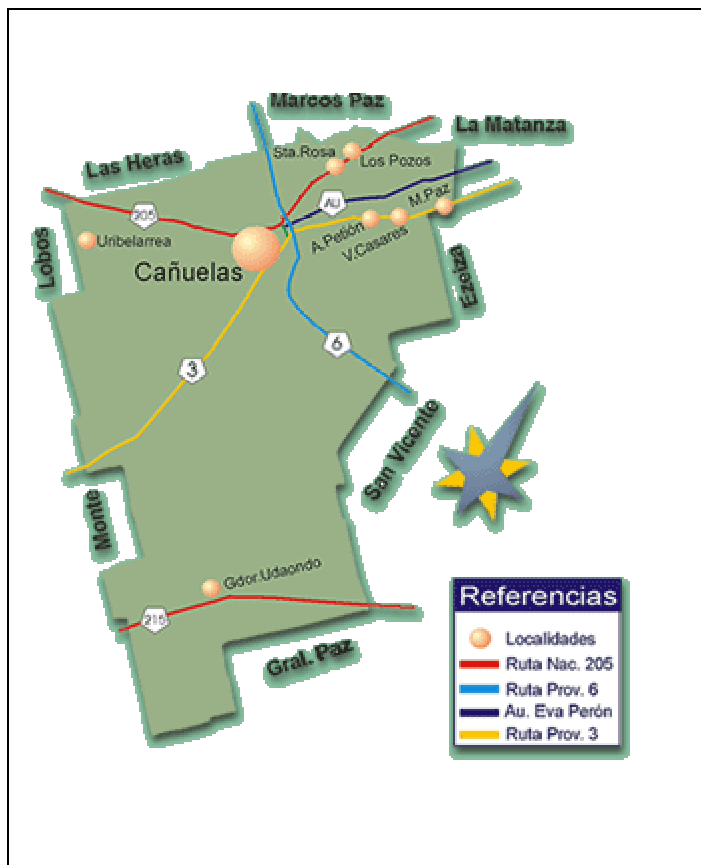 Marcos Paz
La Matanza
Las Heras
Sta.Rosa
Los Pozos
M.Paz
205
AU
Lobos
Uribelarrea
A.Petión
V.Casares
Ezeiza
Cañuelas
3
6
San Vicente
Monte
Gdor.Udaondo
215
Gral. Paz
Referencias
Localidades
Ruta Nac. 205
Ruta Prov. 6
Au. Eva Perón
Ruta Prov. 3